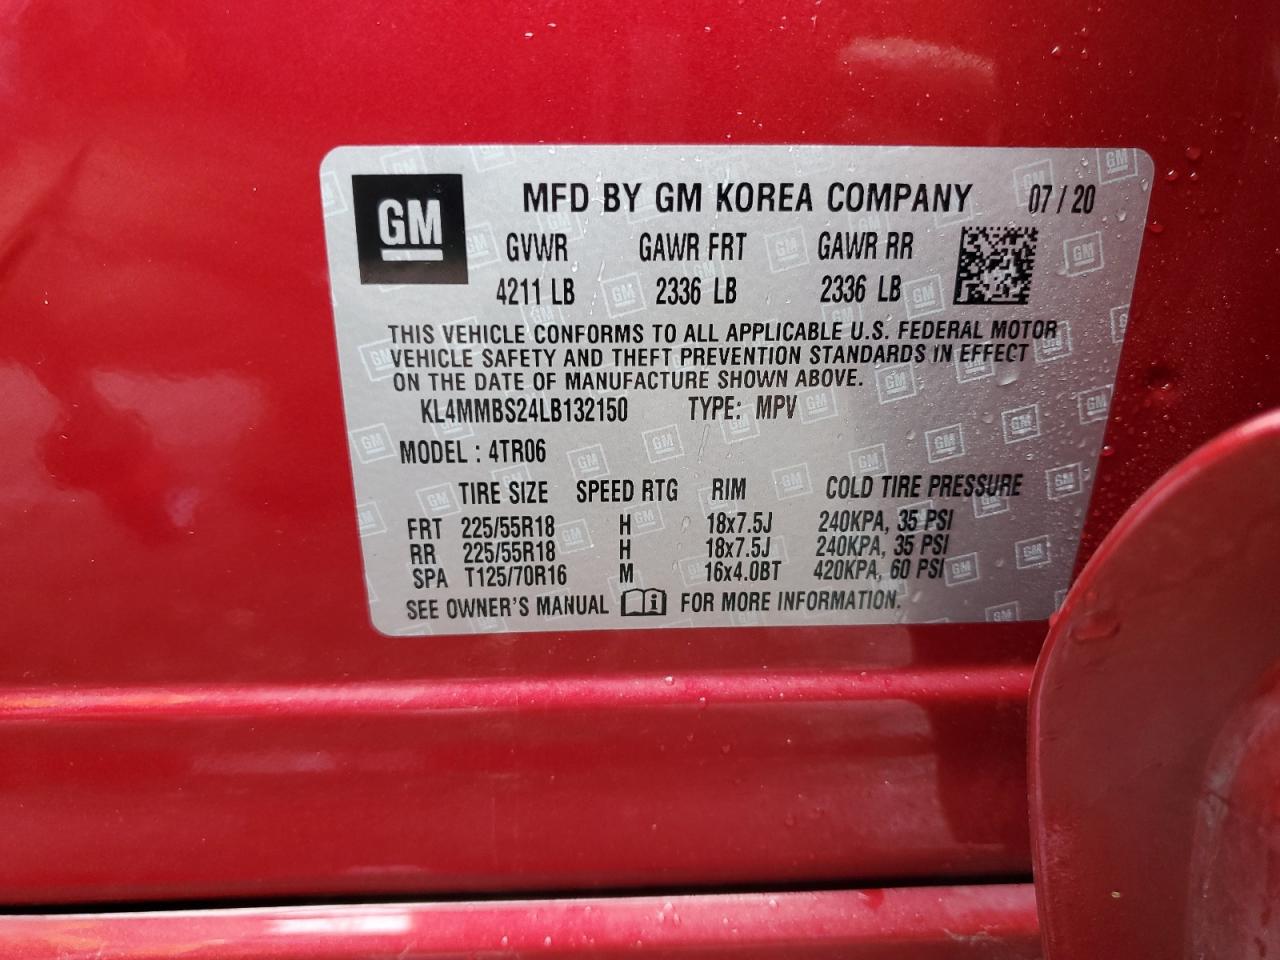 GM
MFD BY GM KOREA COMPANY 07/20
GVWR GAWR FRT GAWR RR
4211 LB 2336 LB 2336 LB
THIS VEHICLE CONFORMS TO ALL APPLICABLE U.S. FEDERAL MOTOR
VEHICLE SAFETY AND THEFT PREVENTION STANDARDS IN EFFECT
ON THE DATE OF MANUFACTURE SHOWN ABOVE.
KL4MMBS24LB132150 TYPE: MPV
MODEL : 4TR06
TIRE SIZE SPEED RTG RIM COLD TIRE PRESSURE
FRT 225/55R18 H 18x7.5J 240KPA, 35 PSI
RR 225/55R18 H 18x7.5J 240KPA, 35 PSI
SPA T125/70R16 M 16x4.0BT 420KPA, 60 PSI
SEE OWNER'S MANUAL i FOR MORE INFORMATION.